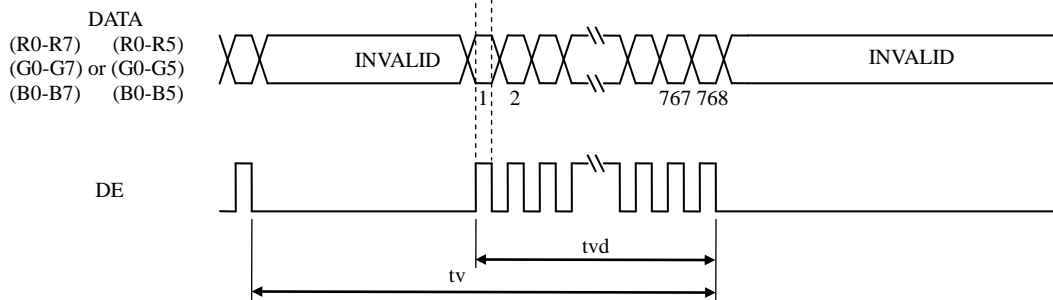 DATA
(R0-R7) (R0-R5)
(G0-G7) or (G0-G5)
(B0-B7) (B0-B5)
INVALID
INVALID
1 2 767 768
DE
tvd
tv